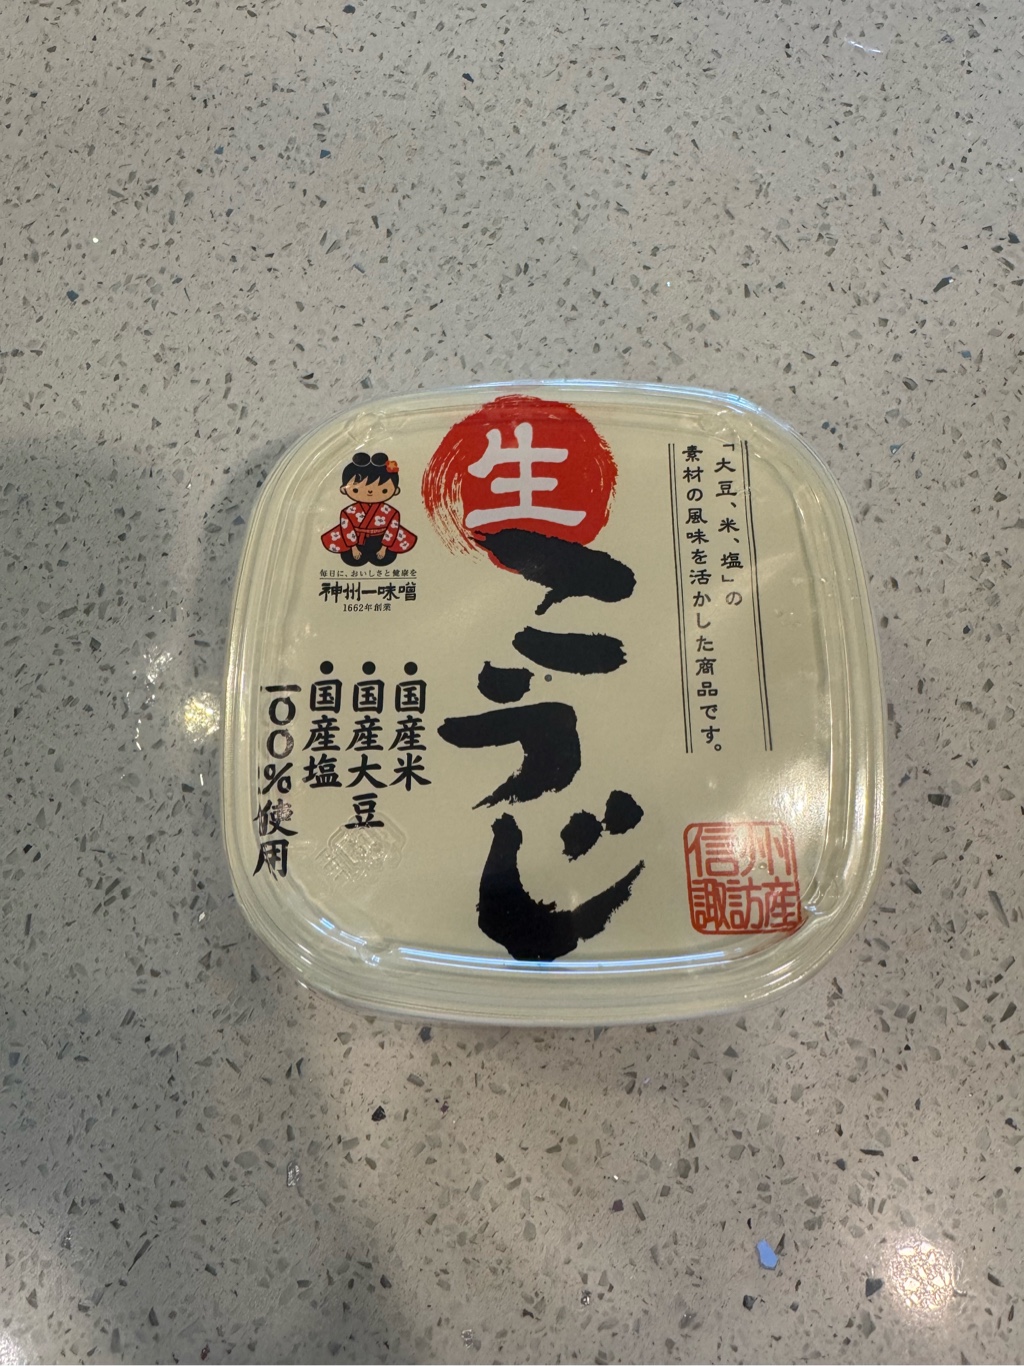 「大豆、米、塩」の
素材の風味を活かした商品です。
生
こうじ
毎日に、おいしさと健康を
神州一味噌
1662年創業
・国産米
・国産大豆
・国産塩
一〇〇%使用
信州
諏訪産